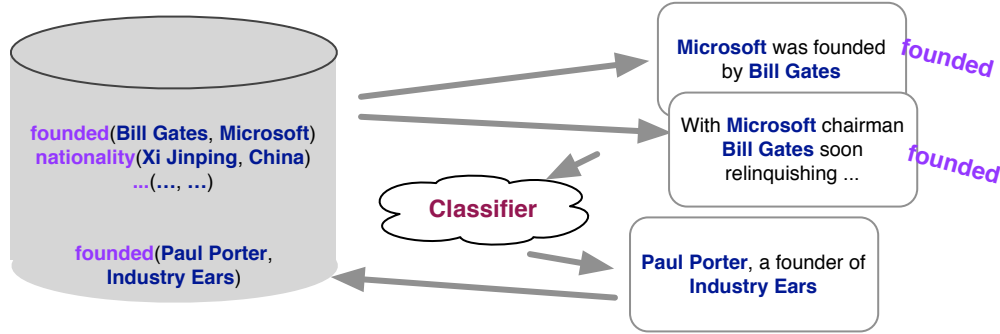 founded(Bill Gates, Microsoft)
nationality(Xi Jinping, China)
...(..., ...)
founded(Paul Porter,
Industry Ears)
Microsoft was founded
by Bill Gates
founded
With Microsoft chairman
Bill Gates soon
relinquishing ...
founded
Classifier
Paul Porter, a founder of
Industry Ears